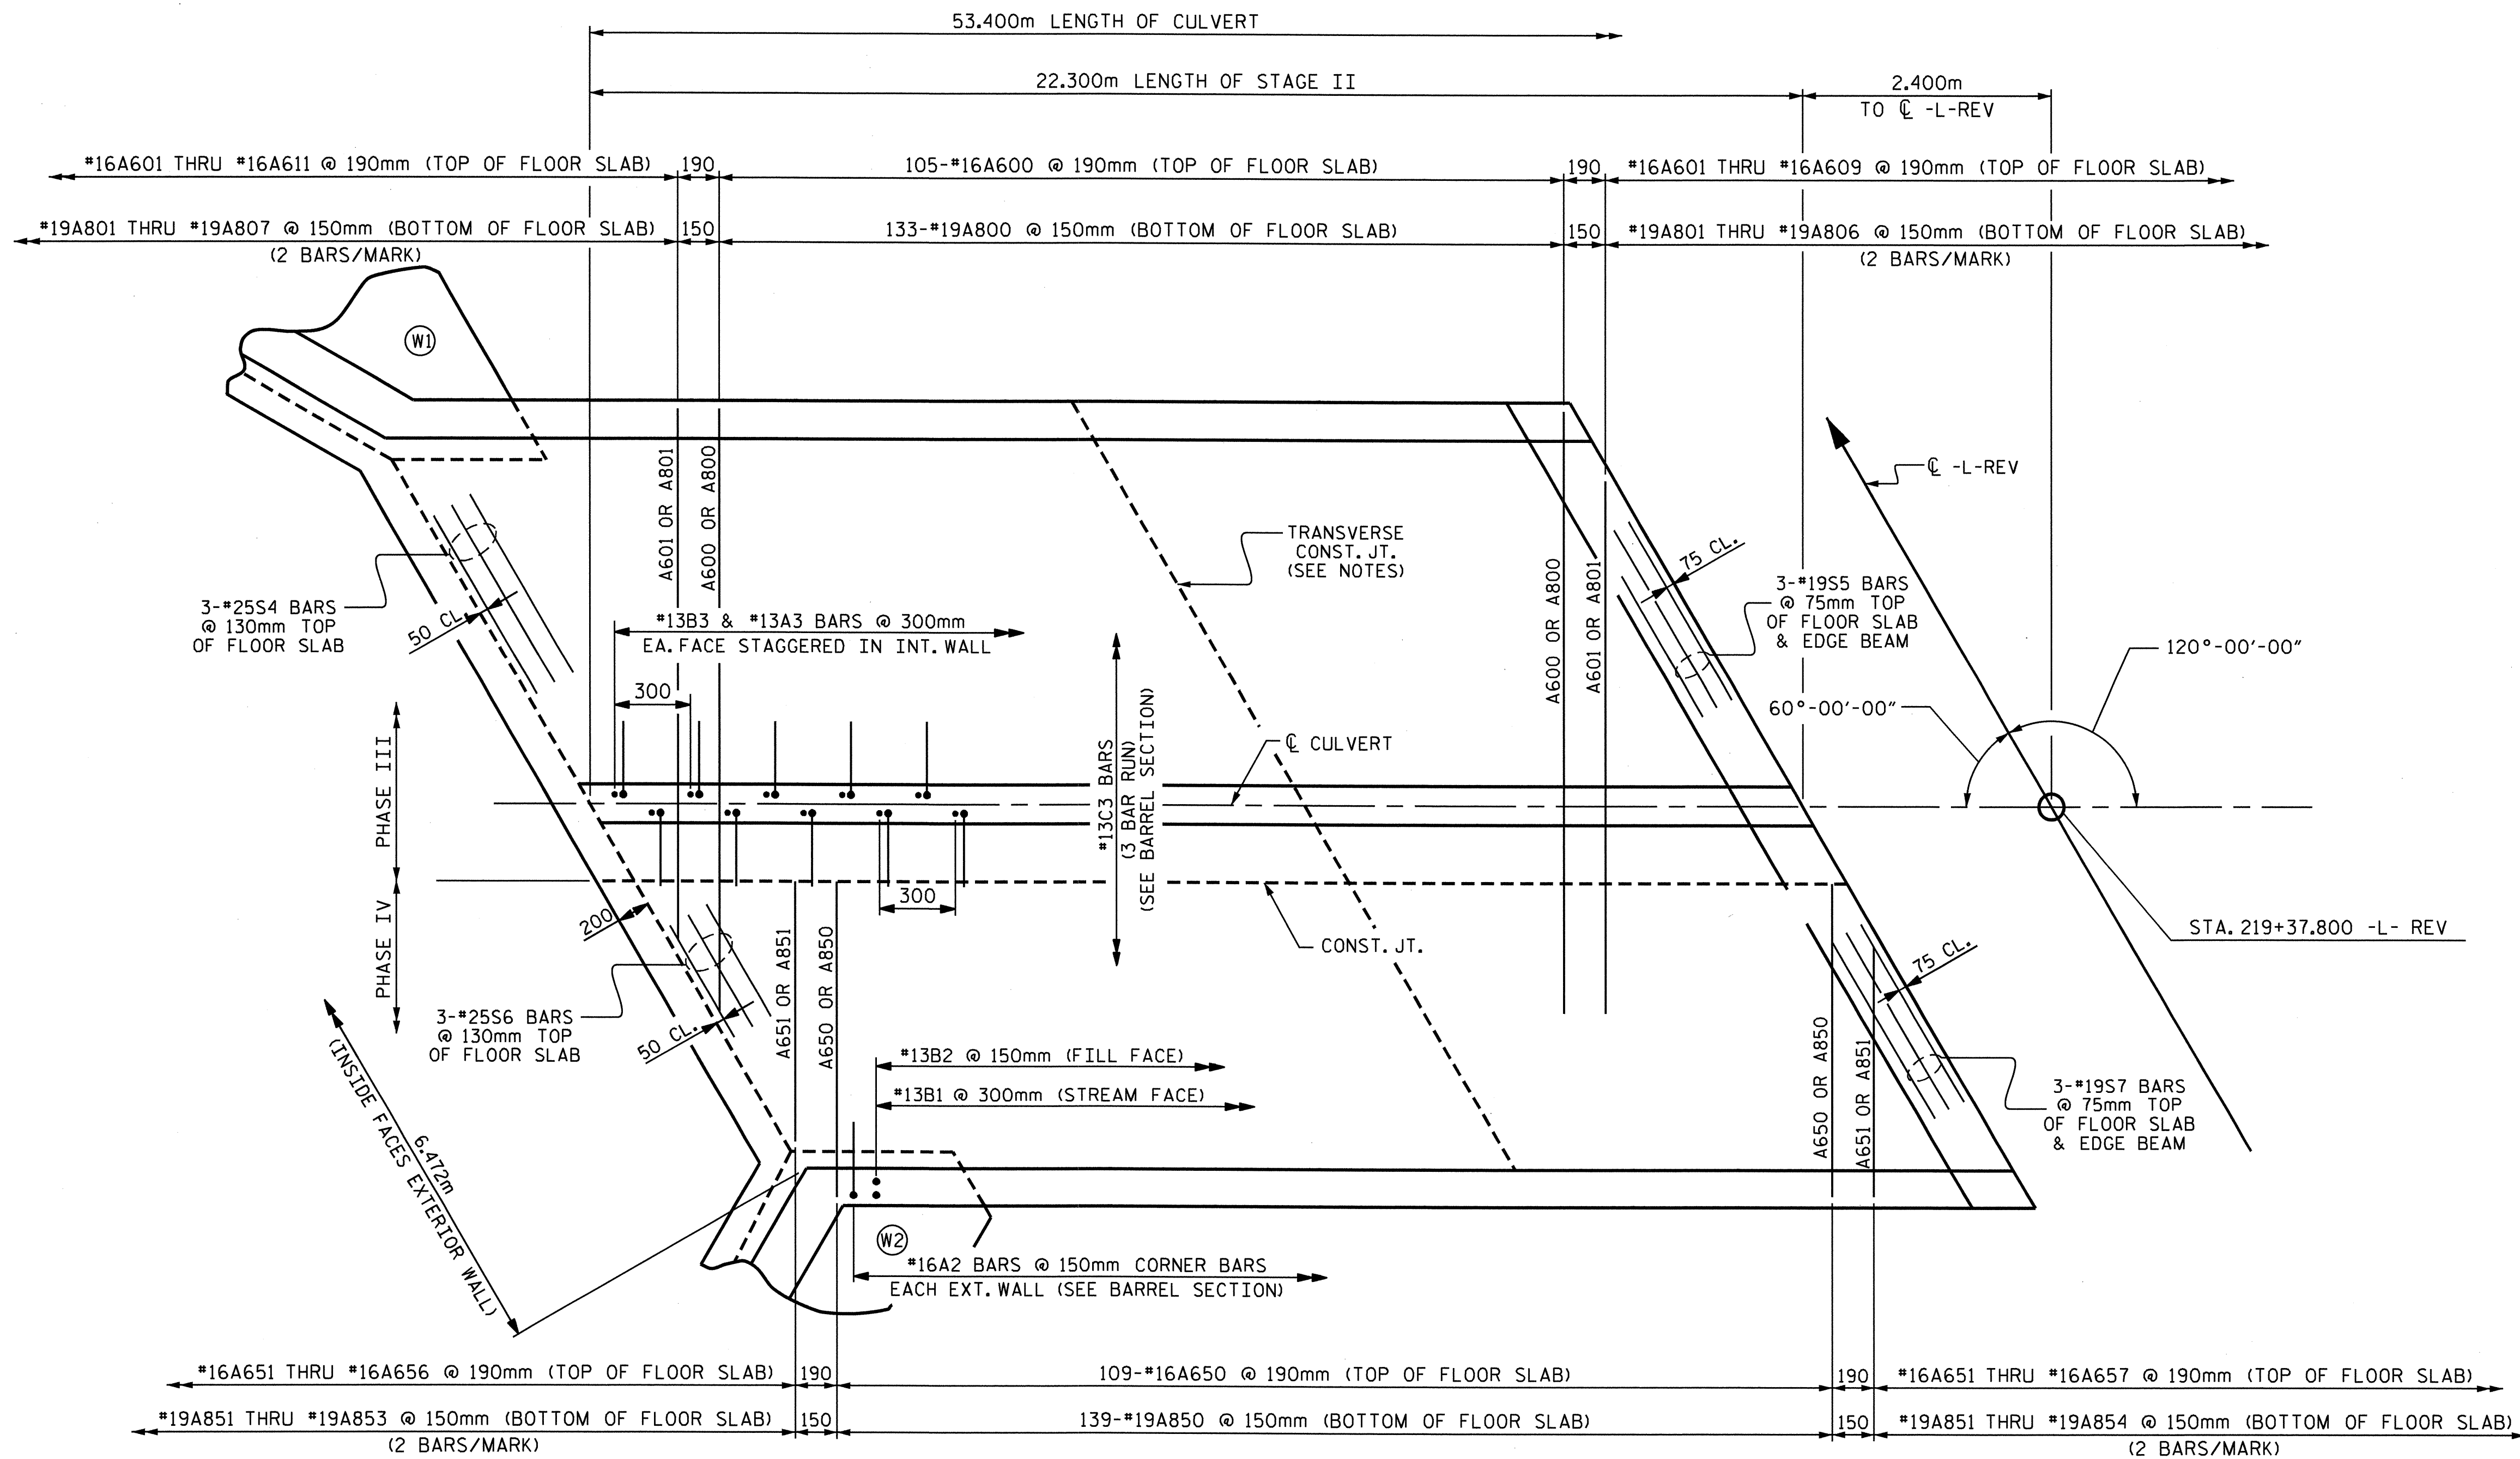 53.400m LENGTH OF CULVERT
22.300m LENGTH OF STAGE II
2.400m
TO ℄ -L-REV
#16A601 THRU #16A611 @ 190mm (TOP OF FLOOR SLAB)
190
105-#16A600 @ 190mm (TOP OF FLOOR SLAB)
190
#16A601 THRU #16A609 @ 190mm (TOP OF FLOOR SLAB)
#19A801 THRU #19A807 @ 150mm (BOTTOM OF FLOOR SLAB)
(2 BARS/MARK)
150
133-#19A800 @ 150mm (BOTTOM OF FLOOR SLAB)
150
#19A801 THRU #19A806 @ 150mm (BOTTOM OF FLOOR SLAB)
(2 BARS/MARK)
W1
A601 OR A801
A600 OR A800
℄ -L-REV
TRANSVERSE
CONST. JT.
(SEE NOTES)
75 CL.
3-#25S4 BARS
@ 130mm TOP
OF FLOOR SLAB
50 CL.
#13B3 & #13A3 BARS @ 300mm
EA. FACE STAGGERED IN INT. WALL
300
A600 OR A800
A601 OR A801
3-#19S5 BARS
@ 75mm TOP
OF FLOOR SLAB
& EDGE BEAM
120°-00'-00"
60°-00'-00"
PHASE III
℄ CULVERT
#13C3 BARS
(3 BAR RUN)
(SEE BARREL SECTION)
PHASE IV
200
300
CONST. JT.
STA. 219+37.800 -L- REV
75 CL.
A651 OR A851
A650 OR A850
3-#25S6 BARS
@ 130mm TOP
OF FLOOR SLAB
50 CL.
#13B2 @ 150mm (FILL FACE)
#13B1 @ 300mm (STREAM FACE)
A650 OR A850
A651 OR A851
3-#19S7 BARS
@ 75mm TOP
OF FLOOR SLAB
& EDGE BEAM
6.472m
(INSIDE FACES EXTERIOR WALL)
W2
#16A2 BARS @ 150mm CORNER BARS
EACH EXT. WALL (SEE BARREL SECTION)
#16A651 THRU #16A656 @ 190mm (TOP OF FLOOR SLAB)
190
109-#16A650 @ 190mm (TOP OF FLOOR SLAB)
190
#16A651 THRU #16A657 @ 190mm (TOP OF FLOOR SLAB)
#19A851 THRU #19A853 @ 150mm (BOTTOM OF FLOOR SLAB)
(2 BARS/MARK)
150
139-#19A850 @ 150mm (BOTTOM OF FLOOR SLAB)
150
#19A851 THRU #19A854 @ 150mm (BOTTOM OF FLOOR SLAB)
(2 BARS/MARK)